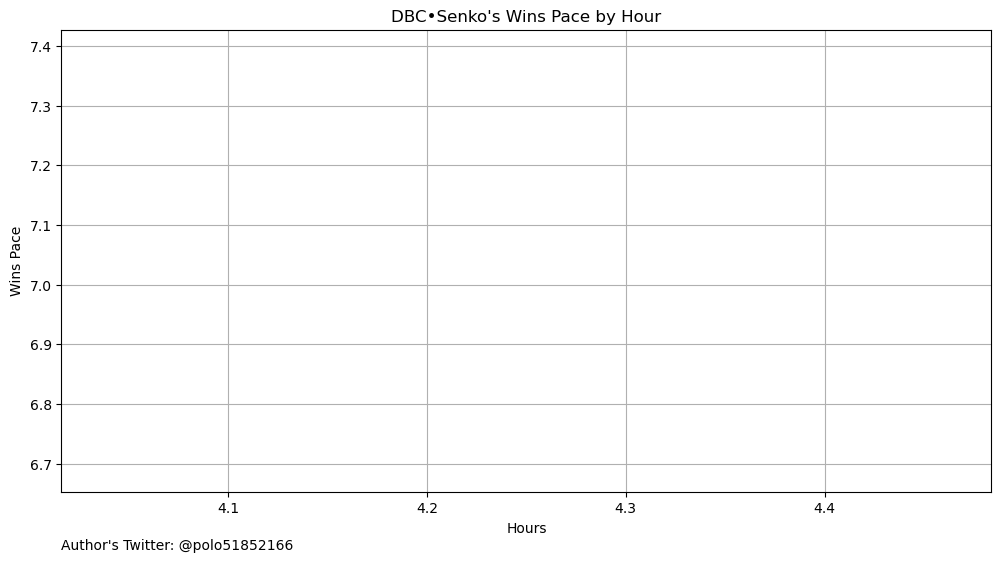 DBC•Senko's Wins Pace by Hour
7.4
7.3
7.2
7.1
7.0
6.9
6.8
6.7
Wins Pace
4.1 4.2 4.3 4.4
Hours
Author's Twitter: @polo51852166